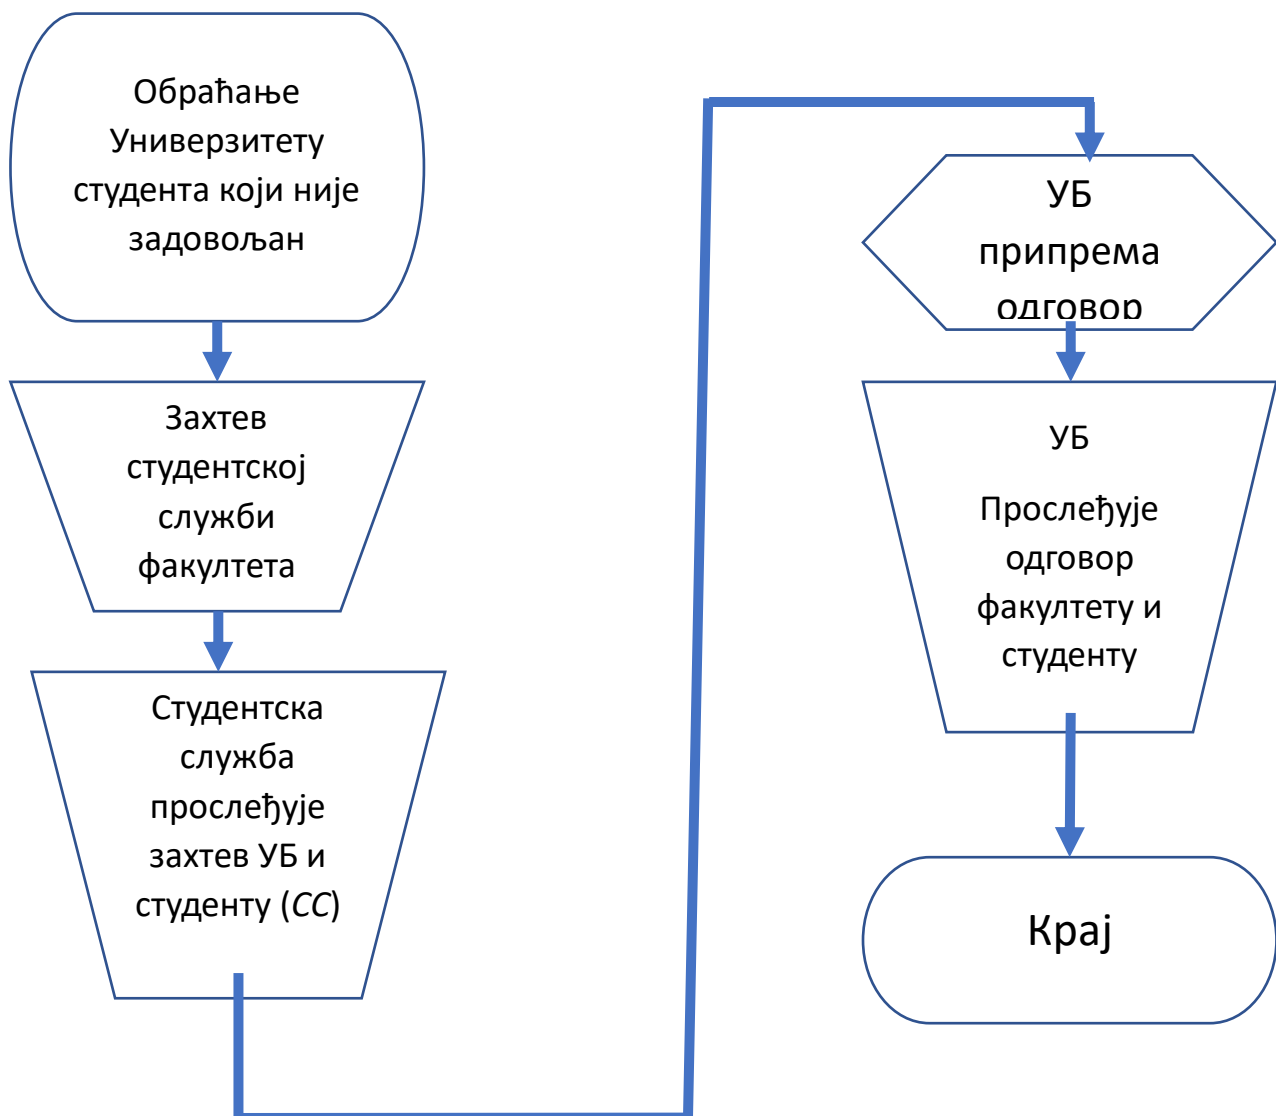 Обраћање
Универзитету
студента који није
задовољан
Захтев
студентској
служби
факултета
Студентска
служба
прослеђује
захтев УБ и
студенту (CC)
УБ
припрема
одговор
УБ
Прослеђује
одговор
факултету и
студенту
Крај